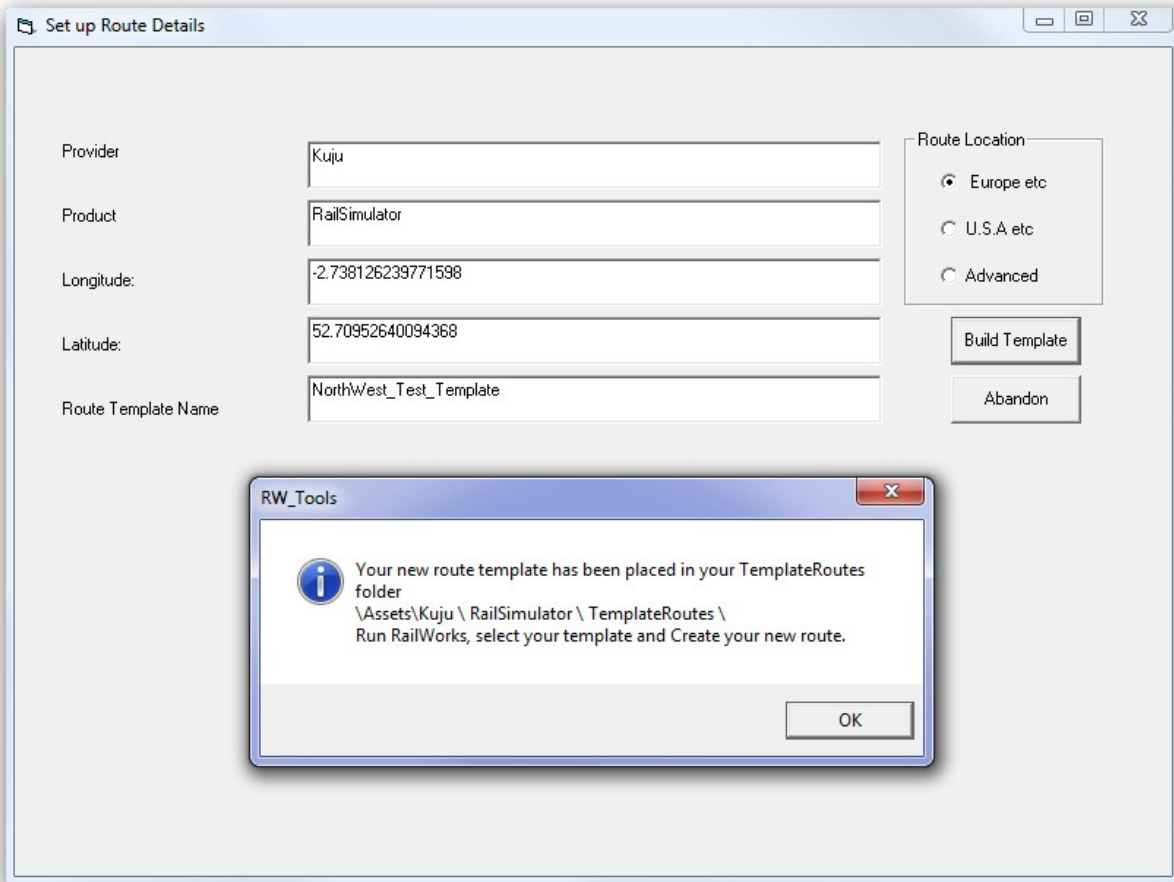 Set up Route Details
Provider
Kuju
Product
RailSimulator
Longitude:
-2.738126239771598
Latitude:
52.70952640094368
Route Template Name
NorthWest_Test_Template
Route Location
Europe etc
U.S.A etc
Advanced
Build Template
Abandon
RW_Tools
Your new route template has been placed in your TemplateRoutes
folder
\Assets\Kuju \ RailSimulator \ TemplateRoutes \
Run RailWorks, select your template and Create your new route.
OK